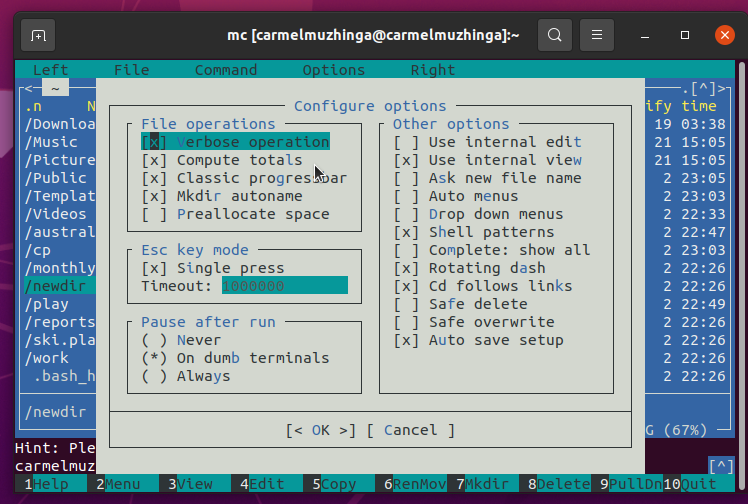 mc [carmelmuzhinga@carmelmuzhinga]:~
Left File Command Options Right
<- ~ .[^]>
.n N ify time
Configure options
File operations
[x] Verbose operation
[x] Compute totals
[x] Classic progressbar
[x] Mkdir autoname
[ ] Preallocate space
Esc key mode
[x] Single press
Timeout: 1000000
Pause after run
( ) Never
(*) On dumb terminals
( ) Always
Other options
[ ] Use internal edit
[x] Use internal view
[ ] Ask new file name
[ ] Auto menus
[ ] Drop down menus
[x] Shell patterns
[ ] Complete: show all
[x] Rotating dash
[x] Cd follows links
[ ] Safe delete
[ ] Safe overwrite
[x] Auto save setup
[< OK >] [ Cancel ]
/Downloa 19 03:38
/Music 21 15:05
/Picture 21 15:05
/Public 2 23:05
/Templat 2 23:03
/Videos 2 22:33
/austral 2 22:47
/cp 2 23:03
/monthly 2 22:26
/newdir 2 22:26
/play 2 22:49
/reports 2 22:26
/ski.pla 2 22:26
/work 2 22:26
.bash_h 2 22:26
/newdir
G (67%)
Hint: Ple
carmelmuz [^]
1Help 2Menu 3View 4Edit 5Copy 6RenMov 7Mkdir 8Delete 9PullDn 10Quit